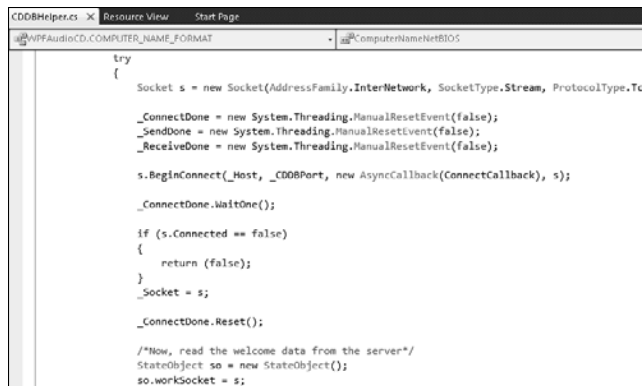 CDDBHelper.cs X Resource View Start Page
WPFAudioCD.COMPUTER_NAME_FORMAT ComputerNameNetBIOS
try
{
Socket s = new Socket(AddressFamily.InterNetwork, SocketType.Stream, ProtocolType.Tc
_ConnectDone = new System.Threading.ManualResetEvent(false);
_SendDone = new System.Threading.ManualResetEvent(false);
_ReceiveDone = new System.Threading.ManualResetEvent(false);
s.BeginConnect(_Host, _CDDBPort, new AsyncCallback(ConnectCallback), s);
_ConnectDone.WaitOne();
if (s.Connected == false)
{
return (false);
}
_Socket = s;
_ConnectDone.Reset();
/*Now, read the welcome data from the server*/
StateObject so = new StateObject();
so.workSocket = s;